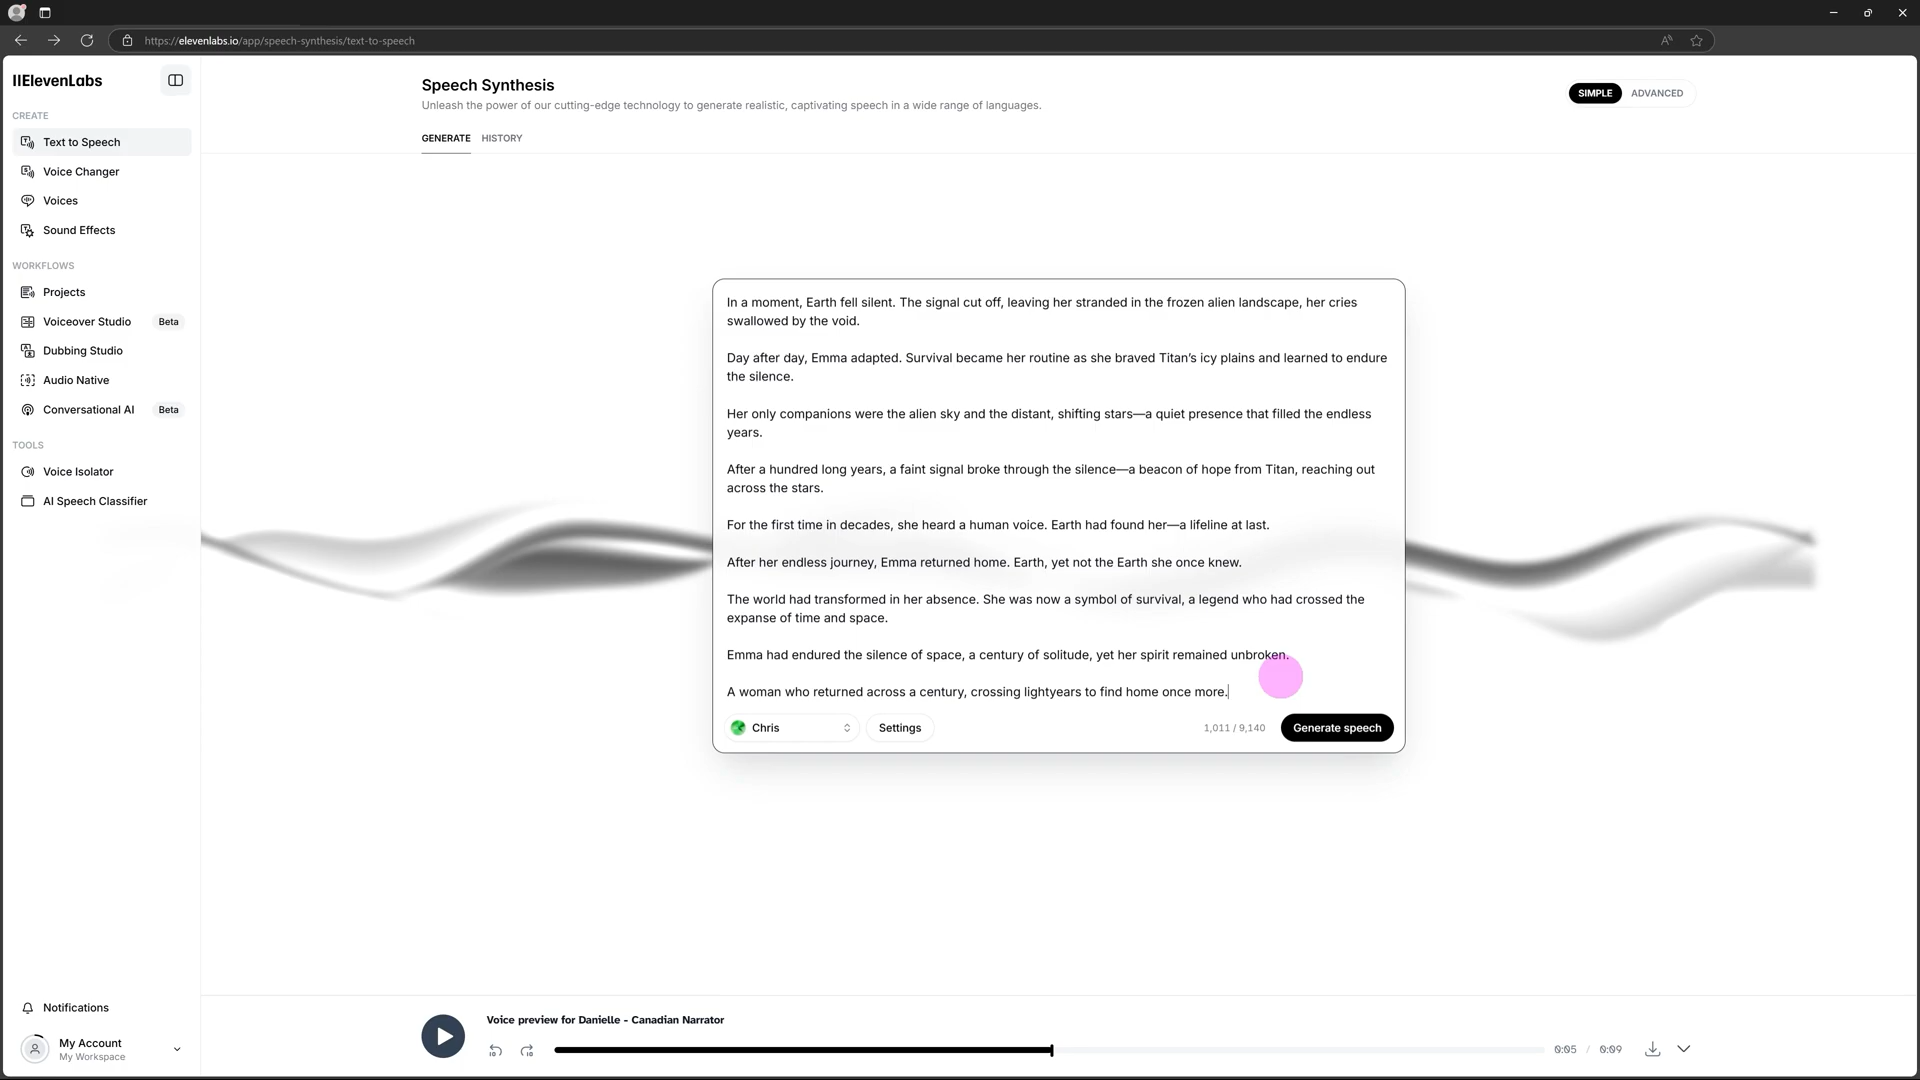 https://elevenlabs.io/app/speech-synthesis/text-to-speech
IIElevenLabs
CREATE
Text to Speech
Voice Changer
Voices
Sound Effects
WORKFLOWS
Projects
Voiceover Studio Beta
Dubbing Studio
Audio Native
Conversational AI Beta
TOOLS
Voice Isolator
AI Speech Classifier
Notifications
My Account
My Workspace
Speech Synthesis
Unleash the power of our cutting-edge technology to generate realistic, captivating speech in a wide range of languages.
SIMPLE ADVANCED
GENERATE HISTORY
In a moment, Earth fell silent. The signal cut off, leaving her stranded in the frozen alien landscape, her cries
swallowed by the void.
Day after day, Emma adapted. Survival became her routine as she braved Titan’s icy plains and learned to endure
the silence.
Her only companions were the alien sky and the distant, shifting stars—a quiet presence that filled the endless
years.
After a hundred long years, a faint signal broke through the silence—a beacon of hope from Titan, reaching out
across the stars.
For the first time in decades, she heard a human voice. Earth had found her—a lifeline at last.
After her endless journey, Emma returned home. Earth, yet not the Earth she once knew.
The world had transformed in her absence. She was now a symbol of survival, a legend who had crossed the
expanse of time and space.
Emma had endured the silence of space, a century of solitude, yet her spirit remained unbroken.
A woman who returned across a century, crossing lightyears to find home once more.
Chris Settings 1,011 / 9,140 Generate speech
Voice preview for Danielle - Canadian Narrator
10 10 0:05 / 0:09